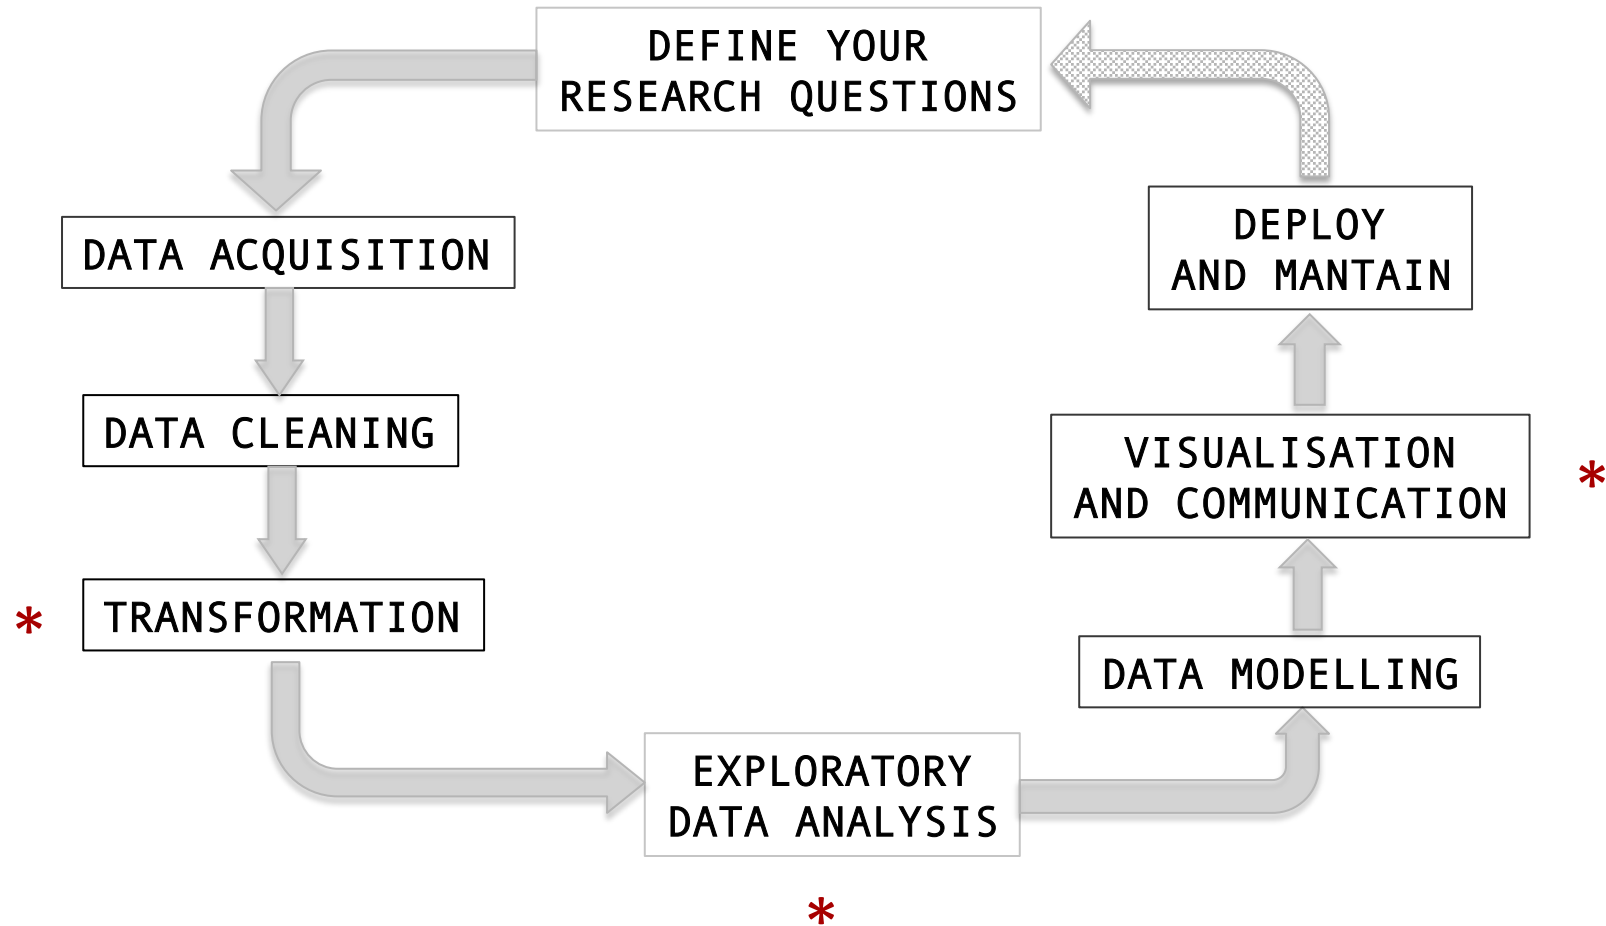 DEFINE YOUR
RESEARCH QUESTIONS
DATA ACQUISITION
DATA CLEANING
* TRANSFORMATION
EXPLORATORY
DATA ANALYSIS
*
DATA MODELLING
VISUALISATION
AND COMMUNICATION *
DEPLOY
AND MANTAIN